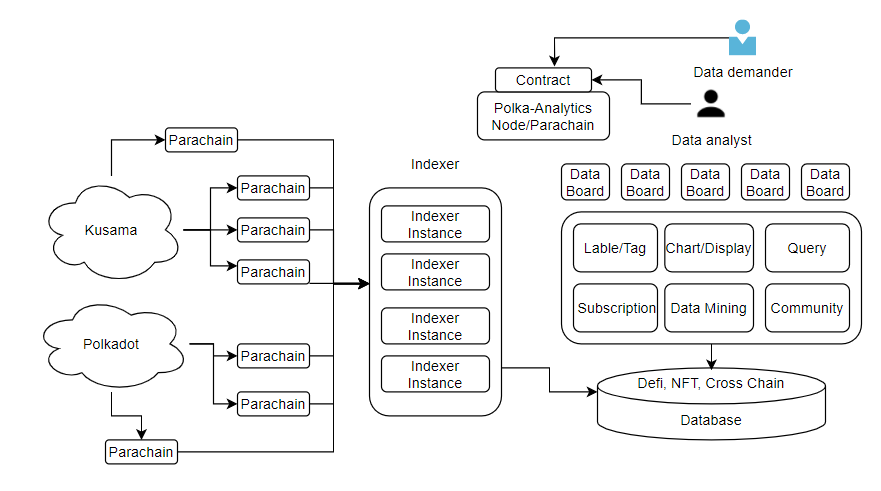 Data demander
Contract
Polka-Analytics
Node/Parachain
Data analyst
Parachain
Indexer
Kusama
Parachain
Parachain
Parachain
Polkadot
Parachain
Parachain
Parachain
Indexer
Instance
Indexer
Instance
Indexer
Instance
Indexer
Instance
Data
Board
Data
Board
Data
Board
Data
Board
Data
Board
Lable/Tag
Chart/Display
Query
Subscription
Data Mining
Community
Defi, NFT, Cross Chain
Database